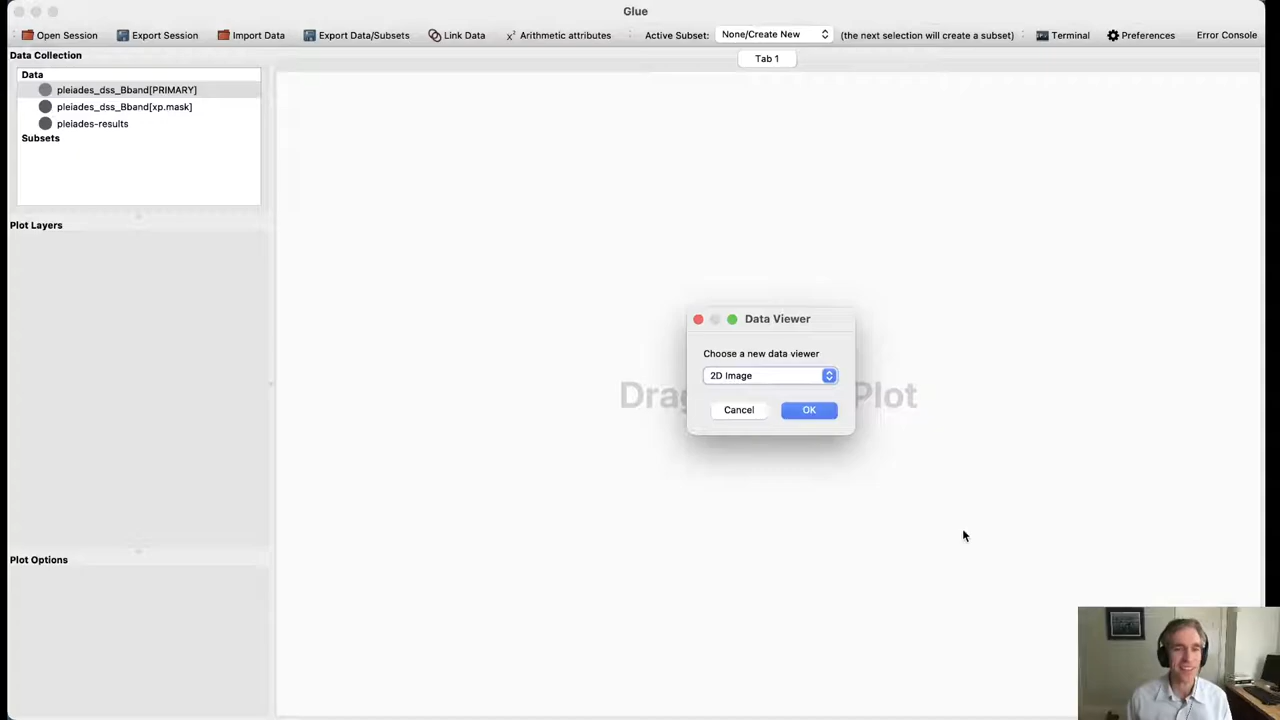 Glue
Open Session Export Session Import Data Export Data/Subsets Link Data x² Arithmetic attributes Active Subset: None/Create New (the next selection will create a subset) Terminal Preferences Error Console
Data Collection
Tab 1
Data
pleiades_dss_Bband[PRIMARY]
pleiades_dss_Bband[xp.mask]
pleiades-results
Subsets
Plot Layers
Data Viewer
Choose a new data viewer
2D Image
Plot
Cancel OK
Plot Options